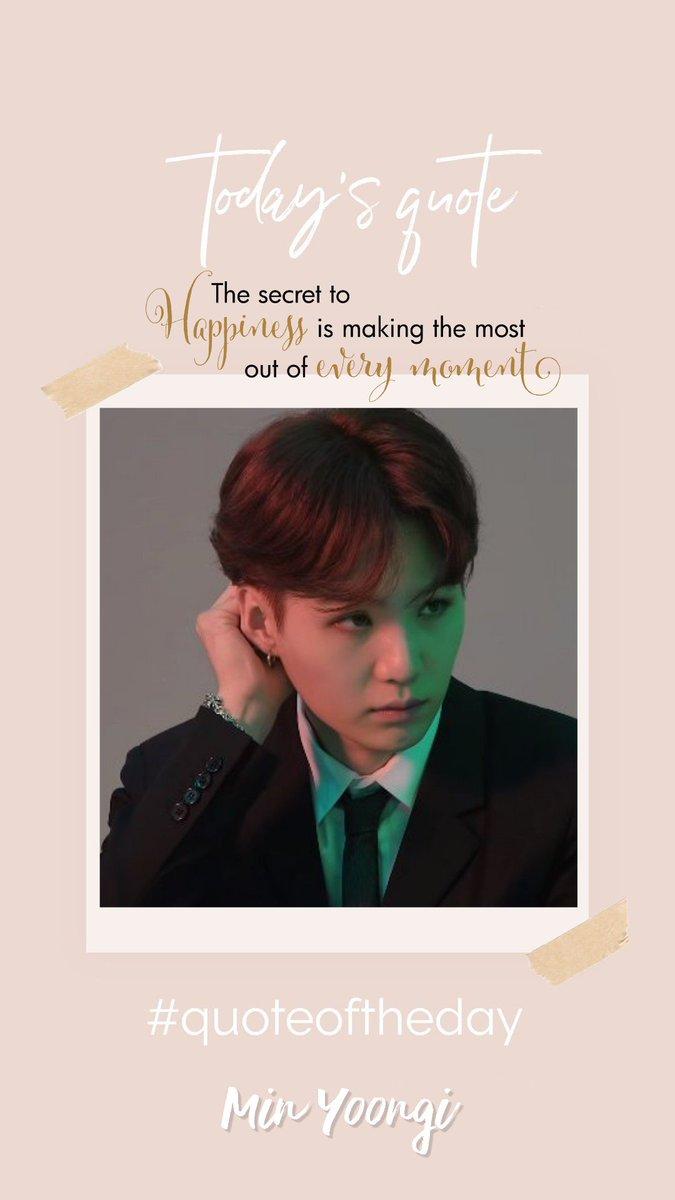 today's quote
The secret to
Happiness is making the most
out of every moment
#quoteoftheday
Min Yoongi